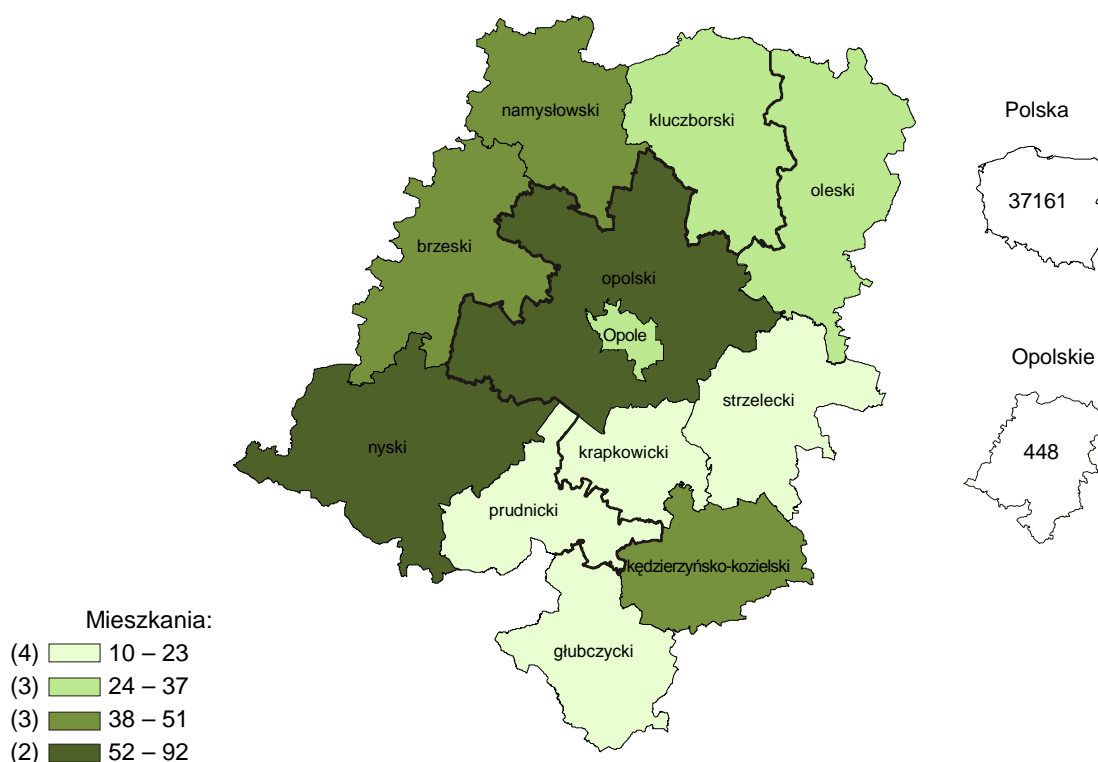 namysłowski
kluczborski
Polska
oleski
37161
brzeski
opolski
Opole
Opolskie
strzelecki
nyski
krapkowicki
448
prudnicki
kędzierzyńsko-kozielski
Mieszkania:
głubczycki
(4) 10 – 23
(3) 24 – 37
(3) 38 – 51
(2) 52 – 92